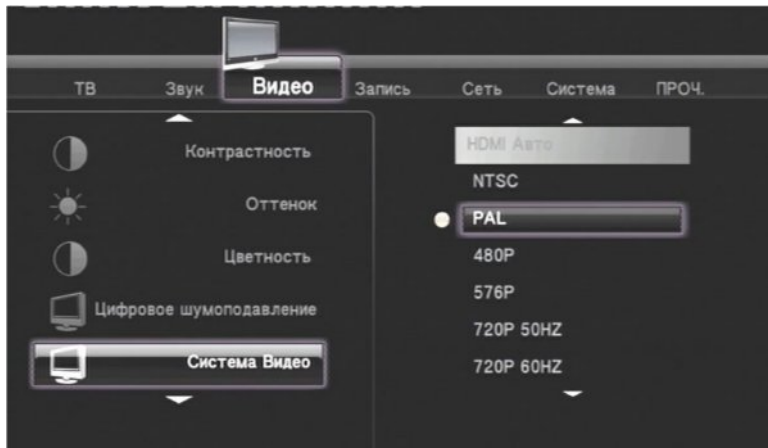 ТВ Звук Видео Запись Сеть Система ПРОЧ.
Контрастность
Оттенок
Цветность
Цифровое шумоподавление
Система Видео
HDMI Авто
NTSC
PAL
480P
576P
720P 50HZ
720P 60HZ